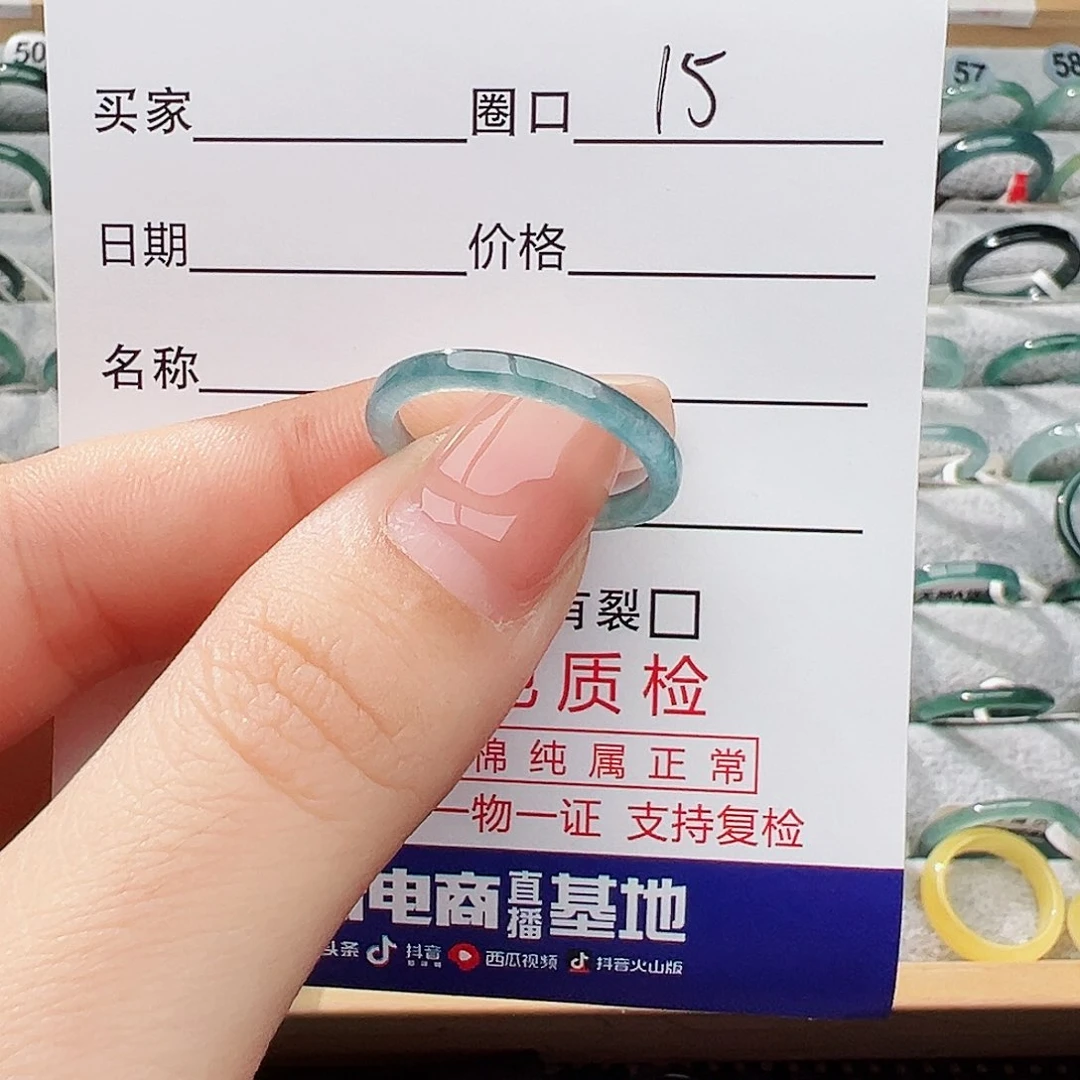 50
57
58
买家 圈口 15
日期 价格
名称
有裂
质检
棉纯属正常
一物一证 支持复检
电商直播基地
头条 抖音 西瓜视频 抖音火山版